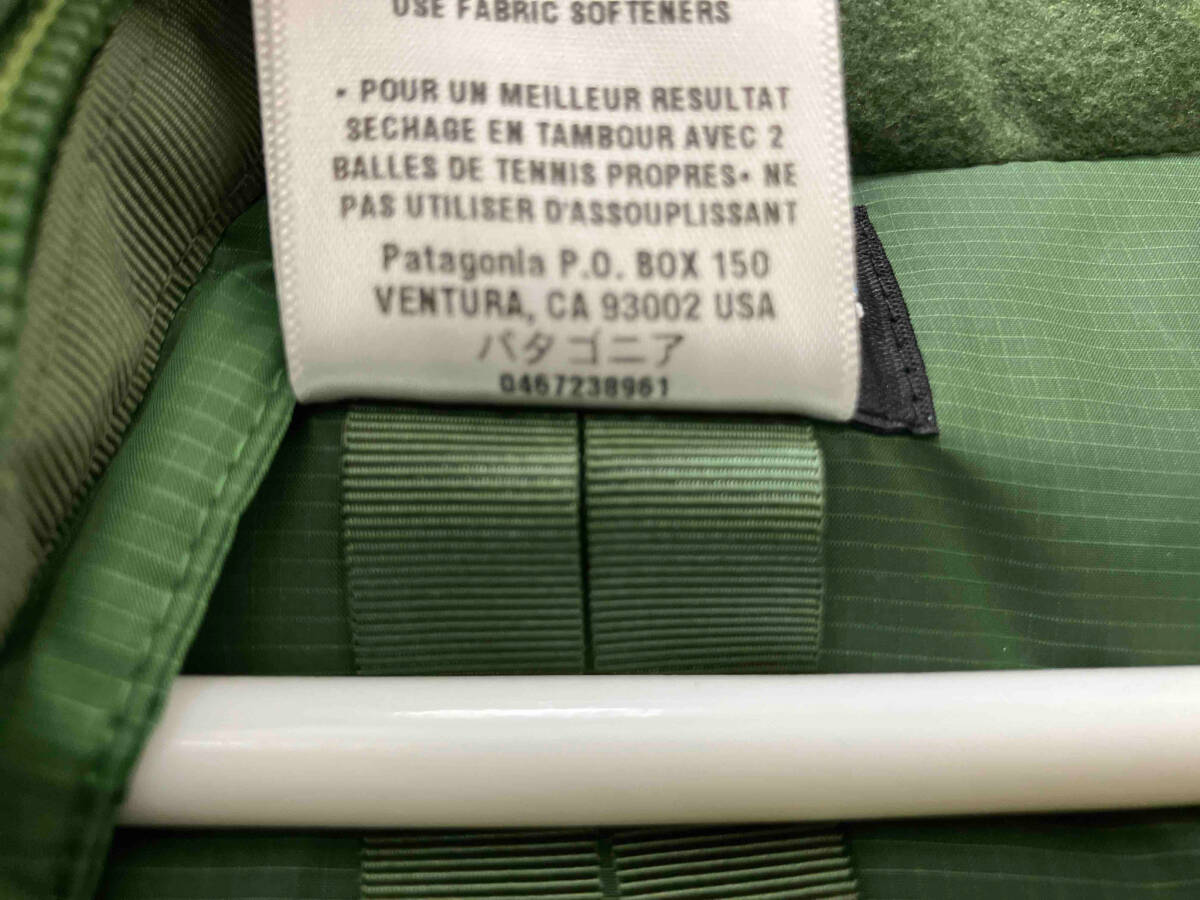 USE FABRIC SOFTENERS
• POUR UN MEILLEUR RESULTAT
SECHAGE EN TAMBOUR AVEC 2
BALLES DE TENNIS PROPRES• NE
PAS UTILISER D'ASSOUPLISSANT
Patagonia P.O. BOX 150
VENTURA, CA 93002 USA
パタゴニア
0467238961